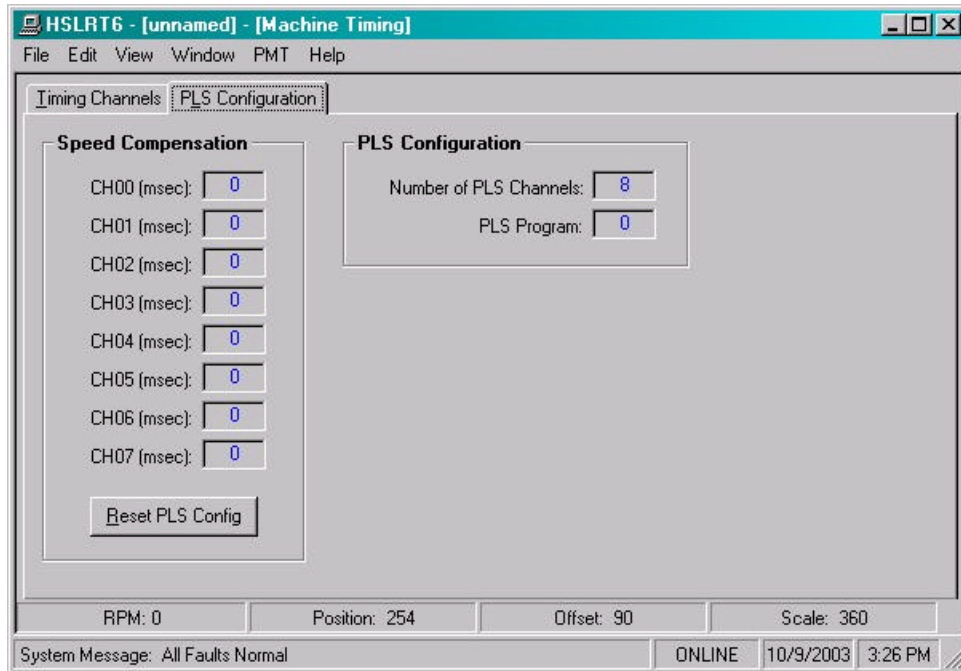 HSLRT6 - [unnamed] - [Machine Timing]
File Edit View Window PMT Help
Timing Channels PLS Configuration
Speed Compensation
CH00 (msec): 0
CH01 (msec): 0
CH02 (msec): 0
CH03 (msec): 0
CH04 (msec): 0
CH05 (msec): 0
CH06 (msec): 0
CH07 (msec): 0
Reset PLS Config
PLS Configuration
Number of PLS Channels: 8
PLS Program: 0
RPM: 0 Position: 254 Offset: 90 Scale: 360
System Message: All Faults Normal ONLINE 10/9/2003 3:26 PM